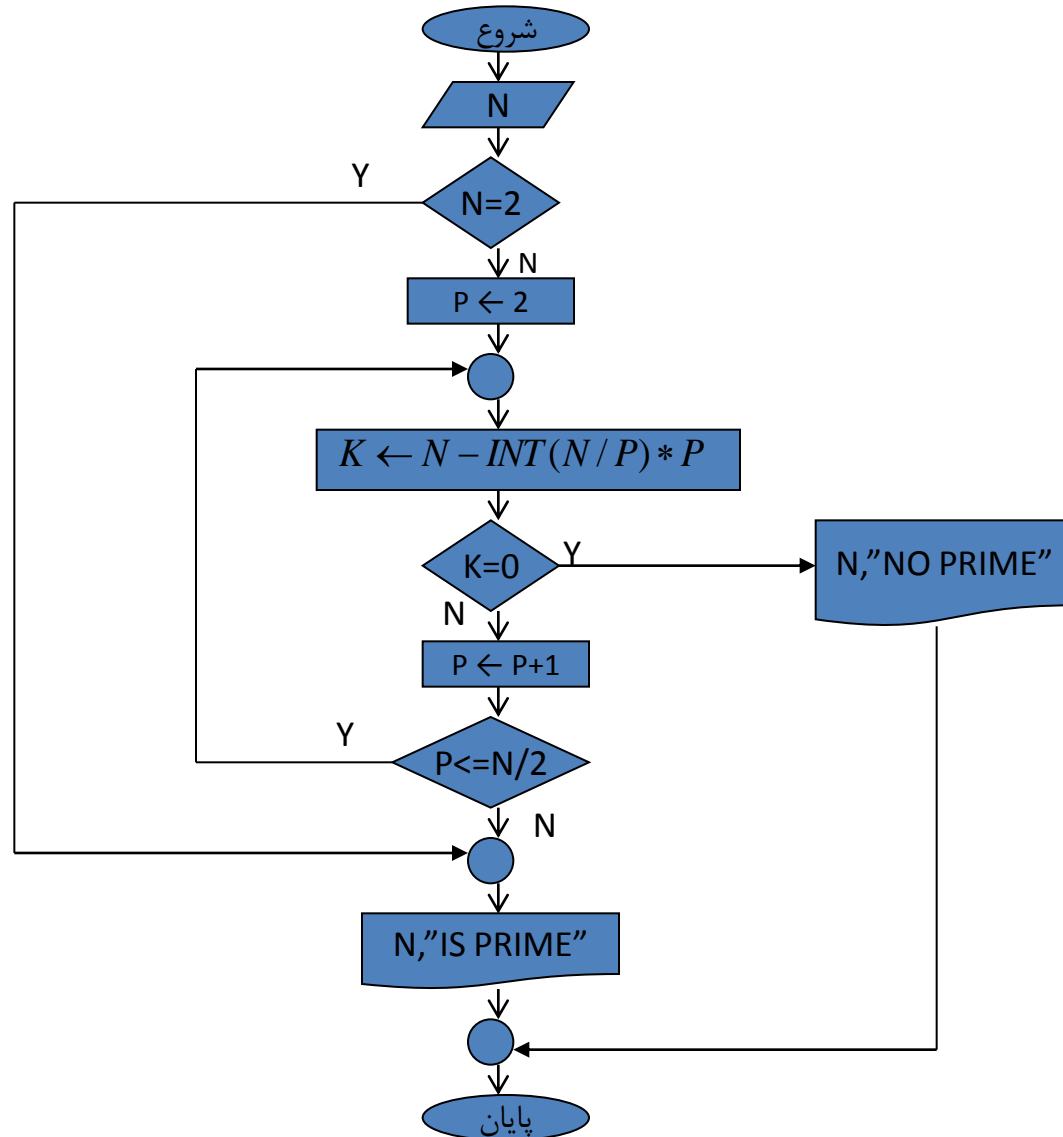 شروع
N
Y
N=2
N
P ← 2
K ← N − INT(N / P) * P
K=0
Y
N,”NO PRIME”
N
P ← P+1
Y
P<=N/2
N
N,”IS PRIME”
پایان